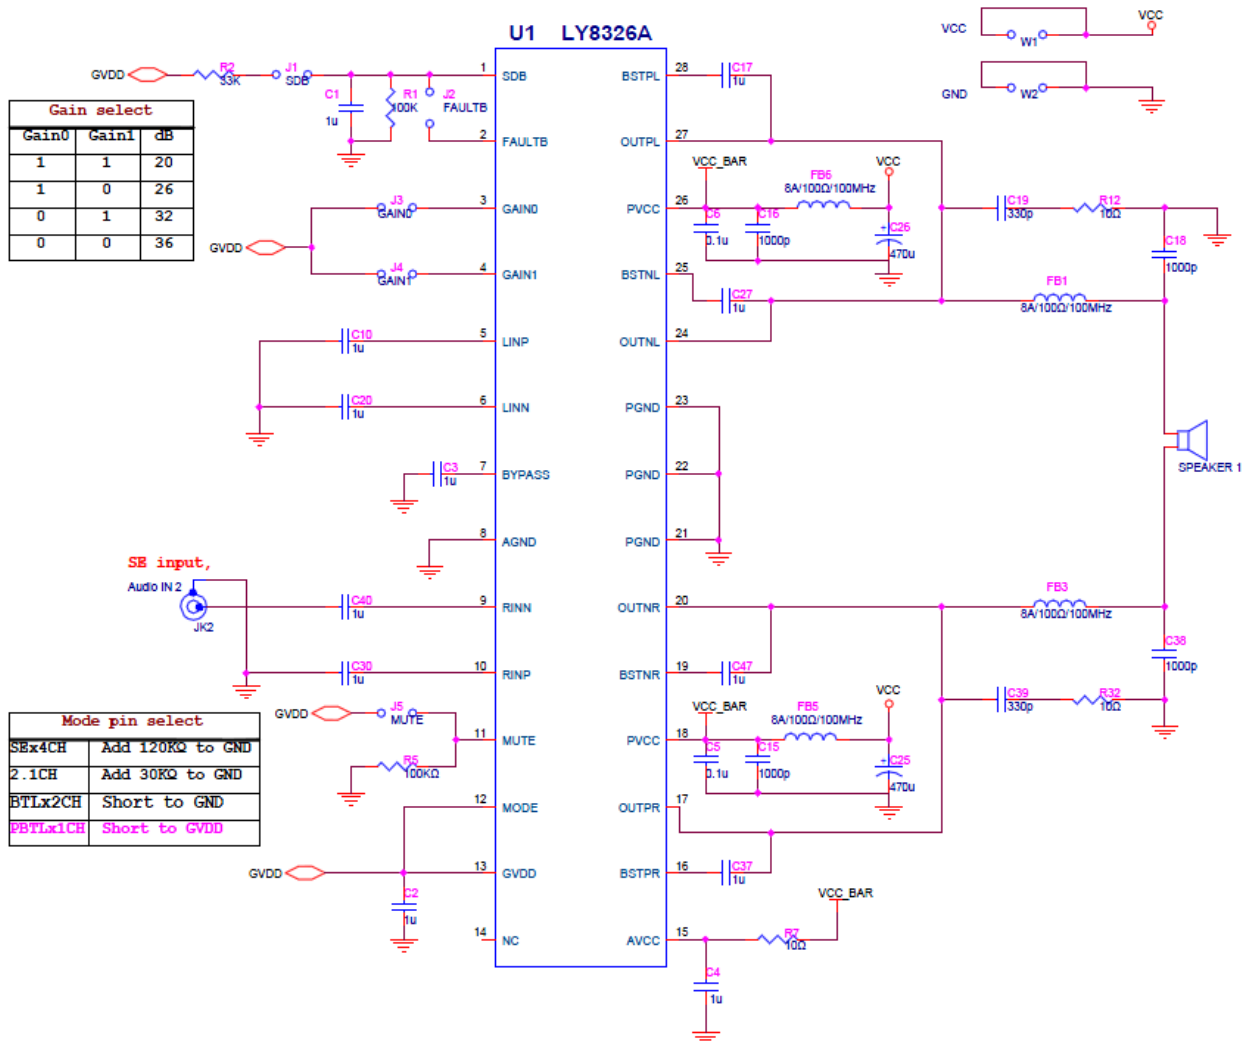 U1 LY8326A
VCC
W1
VCC
GND
W2
GVDD
R2
33K
J1
SDB
C1
1u
R1
100K
J2
FAULTB
1
SDB
2
FAULTB
Gain select
Gain0 Gain1 dB
1 1 20
1 0 26
0 1 32
0 0 36
J3
GAIN0
3
GAIN0
GVDD
J4
GAIN1
4
GAIN1
C10
1u
5
LINP
C20
1u
6
LINN
C3
1u
7
BYPASS
8
AGND
SE input,
Audio IN 2
JK2
C40
1u
9
RINN
C30
1u
10
RINP
GVDD
J5
MUTE
11
MUTE
R5
100KΩ
Mode pin select
SEx4CH Add 120KΩ to GND
2.1CH Add 30KΩ to GND
BTLx2CH Short to GND
PBTLx1CH Short to GVDD
12
MODE
GVDD
13
GVDD
C2
1u
14
NC
BSTPL
28
C17
1u
OUTPL
27
VCC_BAR
FB6
8A/100Ω/100MHz
VCC
PVCC
26
C6
0.1u
C16
1000p
C26
470u
C19
330p
R12
10Ω
C18
1000p
BSTNL
25
C27
1u
FB1
8A/100Ω/100MHz
OUTNL
24
PGND
23
PGND
22
PGND
21
SPEAKER 1
OUTNR
20
FB3
8A/100Ω/100MHz
C38
1000p
BSTNR
19
C47
1u
C39
330p
R32
10Ω
VCC_BAR
FB5
8A/100Ω/100MHz
VCC
PVCC
18
C5
0.1u
C15
1000p
C25
470u
OUTPR
17
BSTPR
16
C37
1u
VCC_BAR
AVCC
15
R7
10Ω
C4
1u